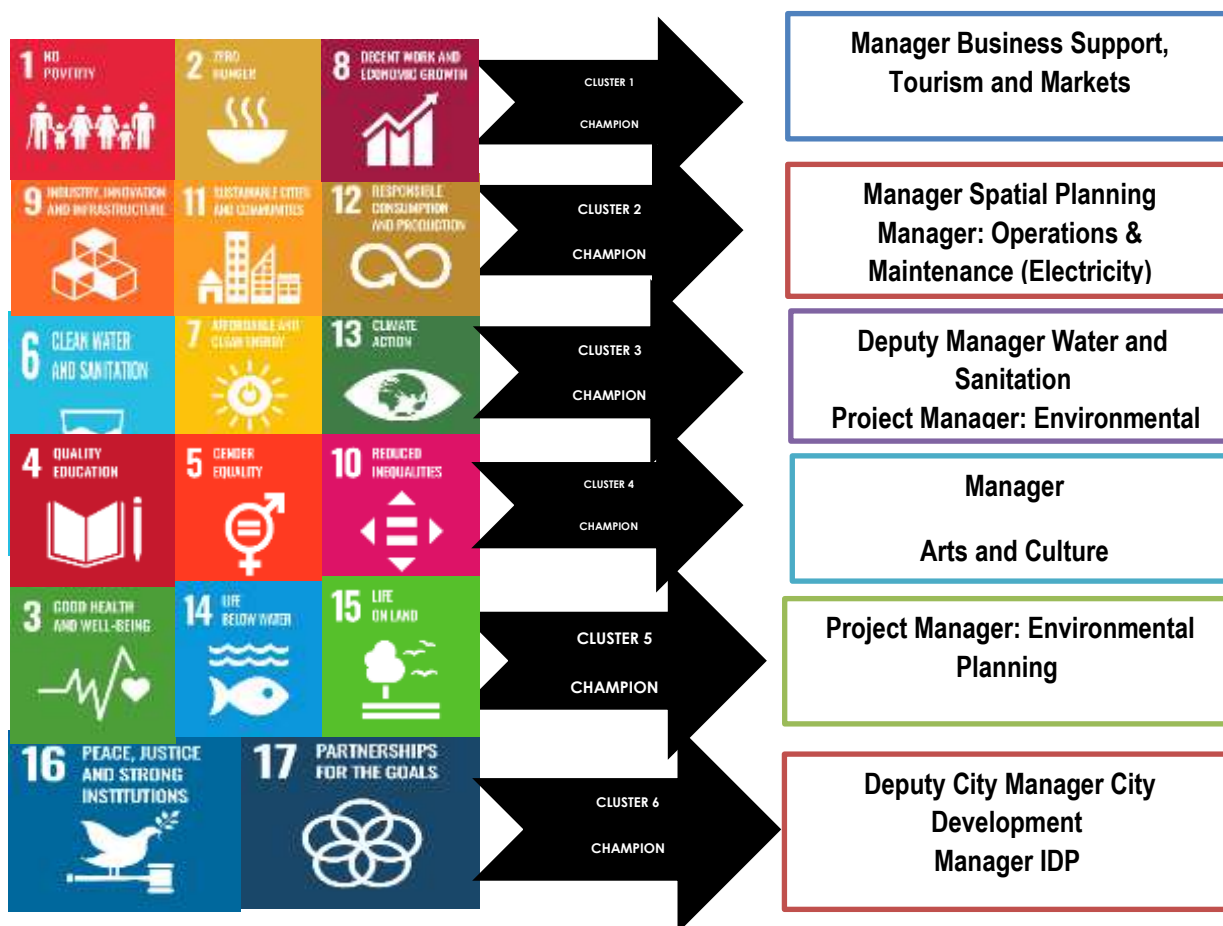 1 NO
POVERTY
2 ZERO
HUNGER
8 DECENT WORK AND
ECONOMIC GROWTH
CLUSTER 1
CHAMPION
Manager Business Support,
Tourism and Markets
9 INDUSTRY, INNOVATION
AND INFRASTRUCTURE
11 SUSTAINABLE CITIES
AND COMMUNITIES
12 RESPONSIBLE
CONSUMPTION
AND PRODUCTION
CLUSTER 2
CHAMPION
Manager Spatial Planning
Manager: Operations &
Maintenance (Electricity)
6 CLEAN WATER
AND SANITATION
7 AFFORDABLE AND
CLEAN ENERGY
13 CLIMATE
ACTION
CLUSTER 3
CHAMPION
Deputy Manager Water and
Sanitation
Project Manager: Environmental
4 QUALITY
EDUCATION
5 GENDER
EQUALITY
10 REDUCED
INEQUALITIES
CLUSTER 4
CHAMPION
Manager
Arts and Culture
3 GOOD HEALTH
AND WELL-BEING
14 LIFE
BELOW WATER
15 LIFE
ON LAND
CLUSTER 5
CHAMPION
Project Manager: Environmental
Planning
16 PEACE, JUSTICE
AND STRONG
INSTITUTIONS
17 PARTNERSHIPS
FOR THE GOALS
CLUSTER 6
CHAMPION
Deputy City Manager City
Development
Manager IDP